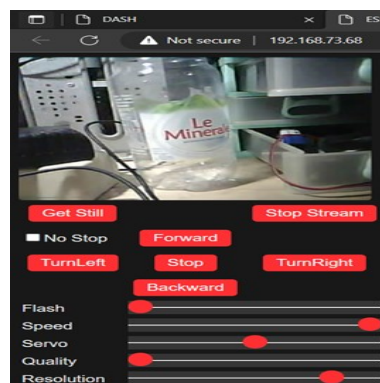 DASH
ES
Not secure | 192.168.73.68
Le
Minerale
Get Still
Stop Stream
No Stop
Forward
TurnLeft
Stop
TurnRight
Backward
Flash
Speed
Servo
Quality
Resolution